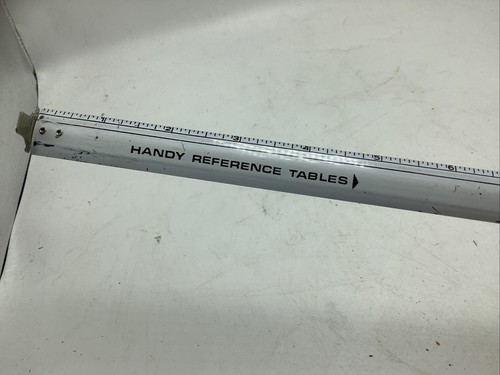 1 2 3 4 5 6
HANDY REFERENCE TABLES